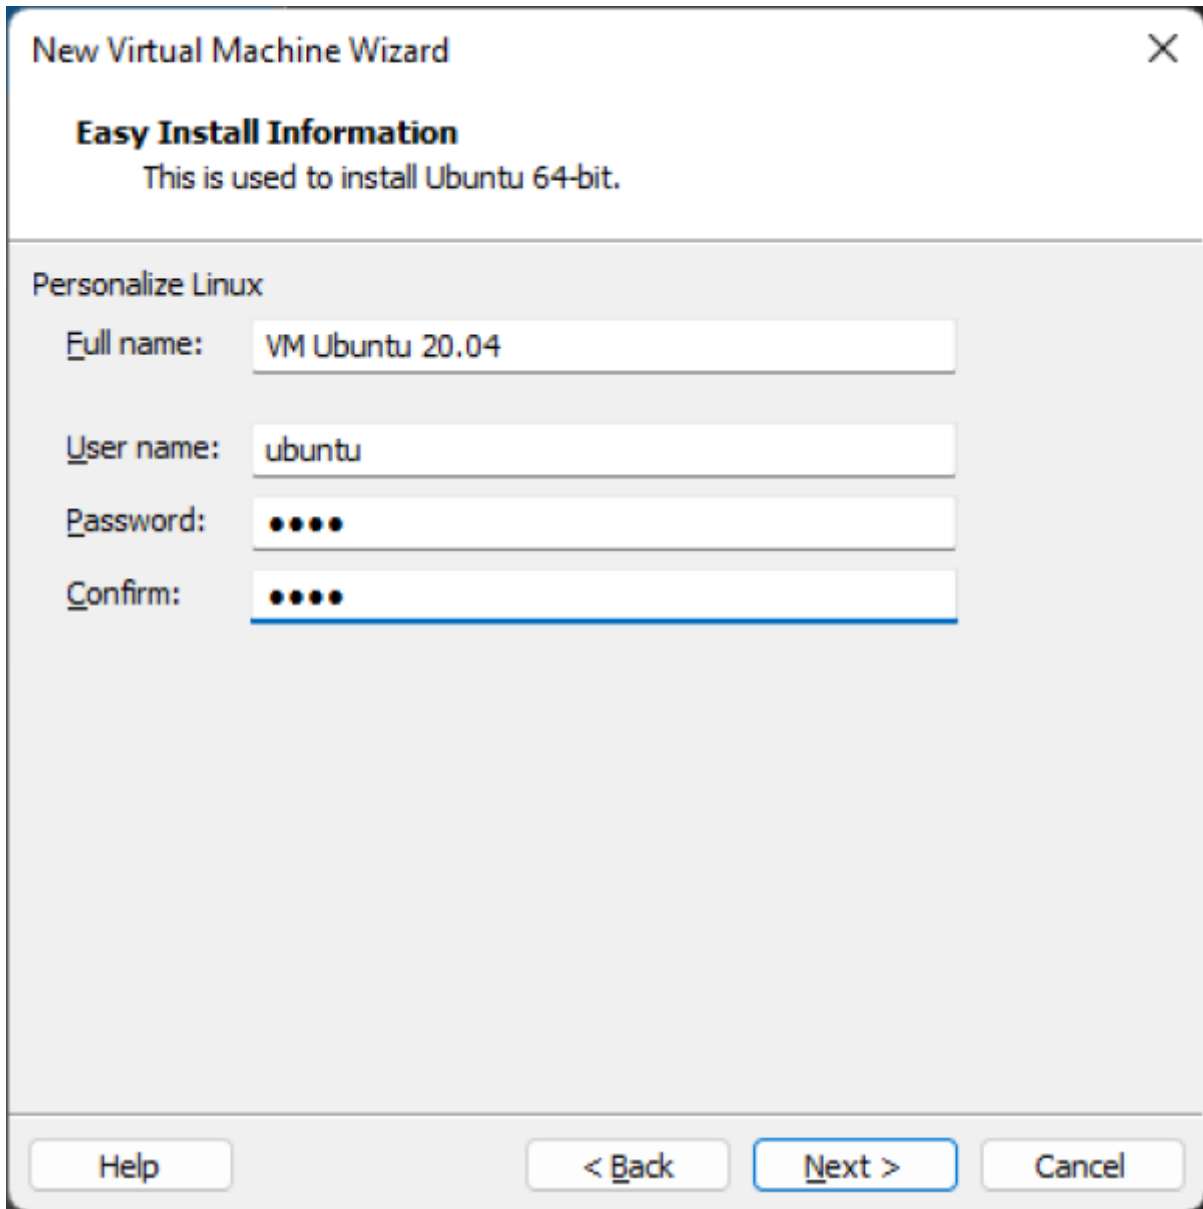 New Virtual Machine Wizard
Easy Install Information
This is used to install Ubuntu 64-bit.
Personalize Linux
Full name: VM Ubuntu 20.04
User name: ubuntu
Password: ●●●●
Confirm: ●●●●
Help < Back Next > Cancel